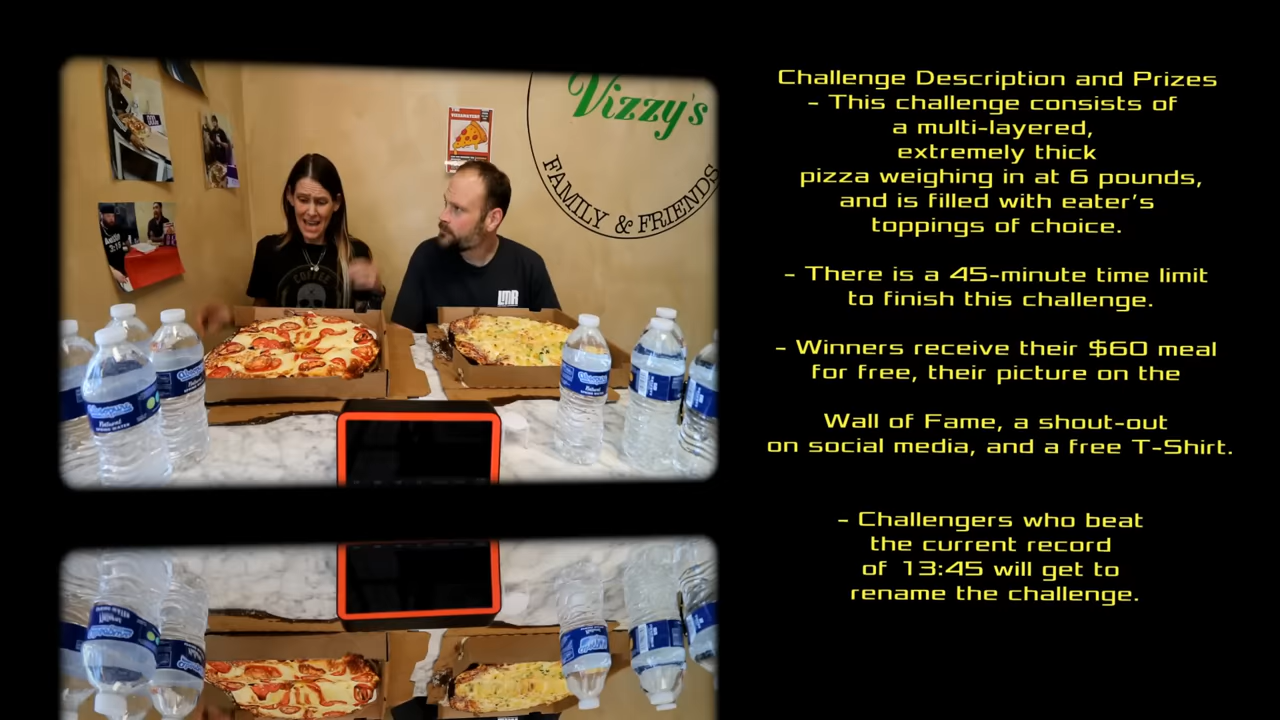 Vizzy's
FAMILY & FRIENDS
LMR
COFFEE
Challenge Description and Prizes
- This challenge consists of
a multi-layered,
extremely thick
pizza weighing in at 6 pounds,
and is filled with eater's
toppings of choice.
- There is a 45-minute time limit
to finish this challenge.
- Winners receive their $60 meal
for free, their picture on the
Wall of Fame, a shout-out
on social media, and a free T-Shirt.
- Challengers who beat
the current record
of 13:45 will get to
rename the challenge.